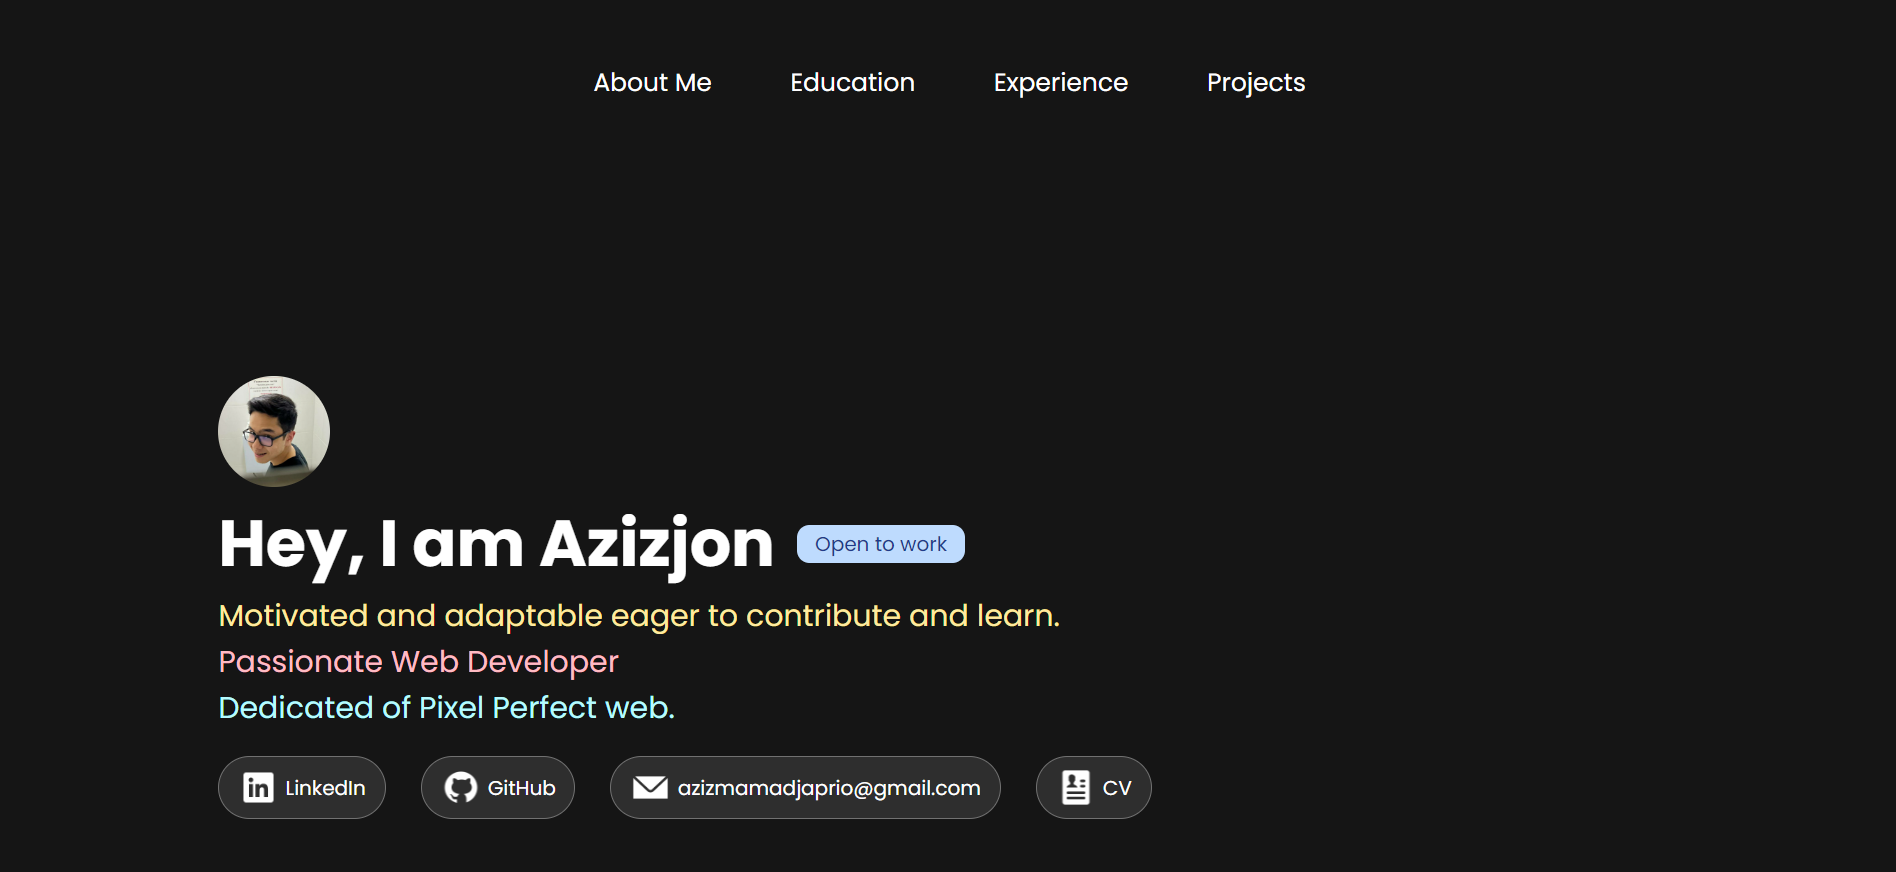 About Me Education Experience Projects
Hey, I am Azizjon Open to work
Motivated and adaptable eager to contribute and learn.
Passionate Web Developer
Dedicated of Pixel Perfect web.
LinkedIn GitHub azizmamadjaprio@gmail.com CV